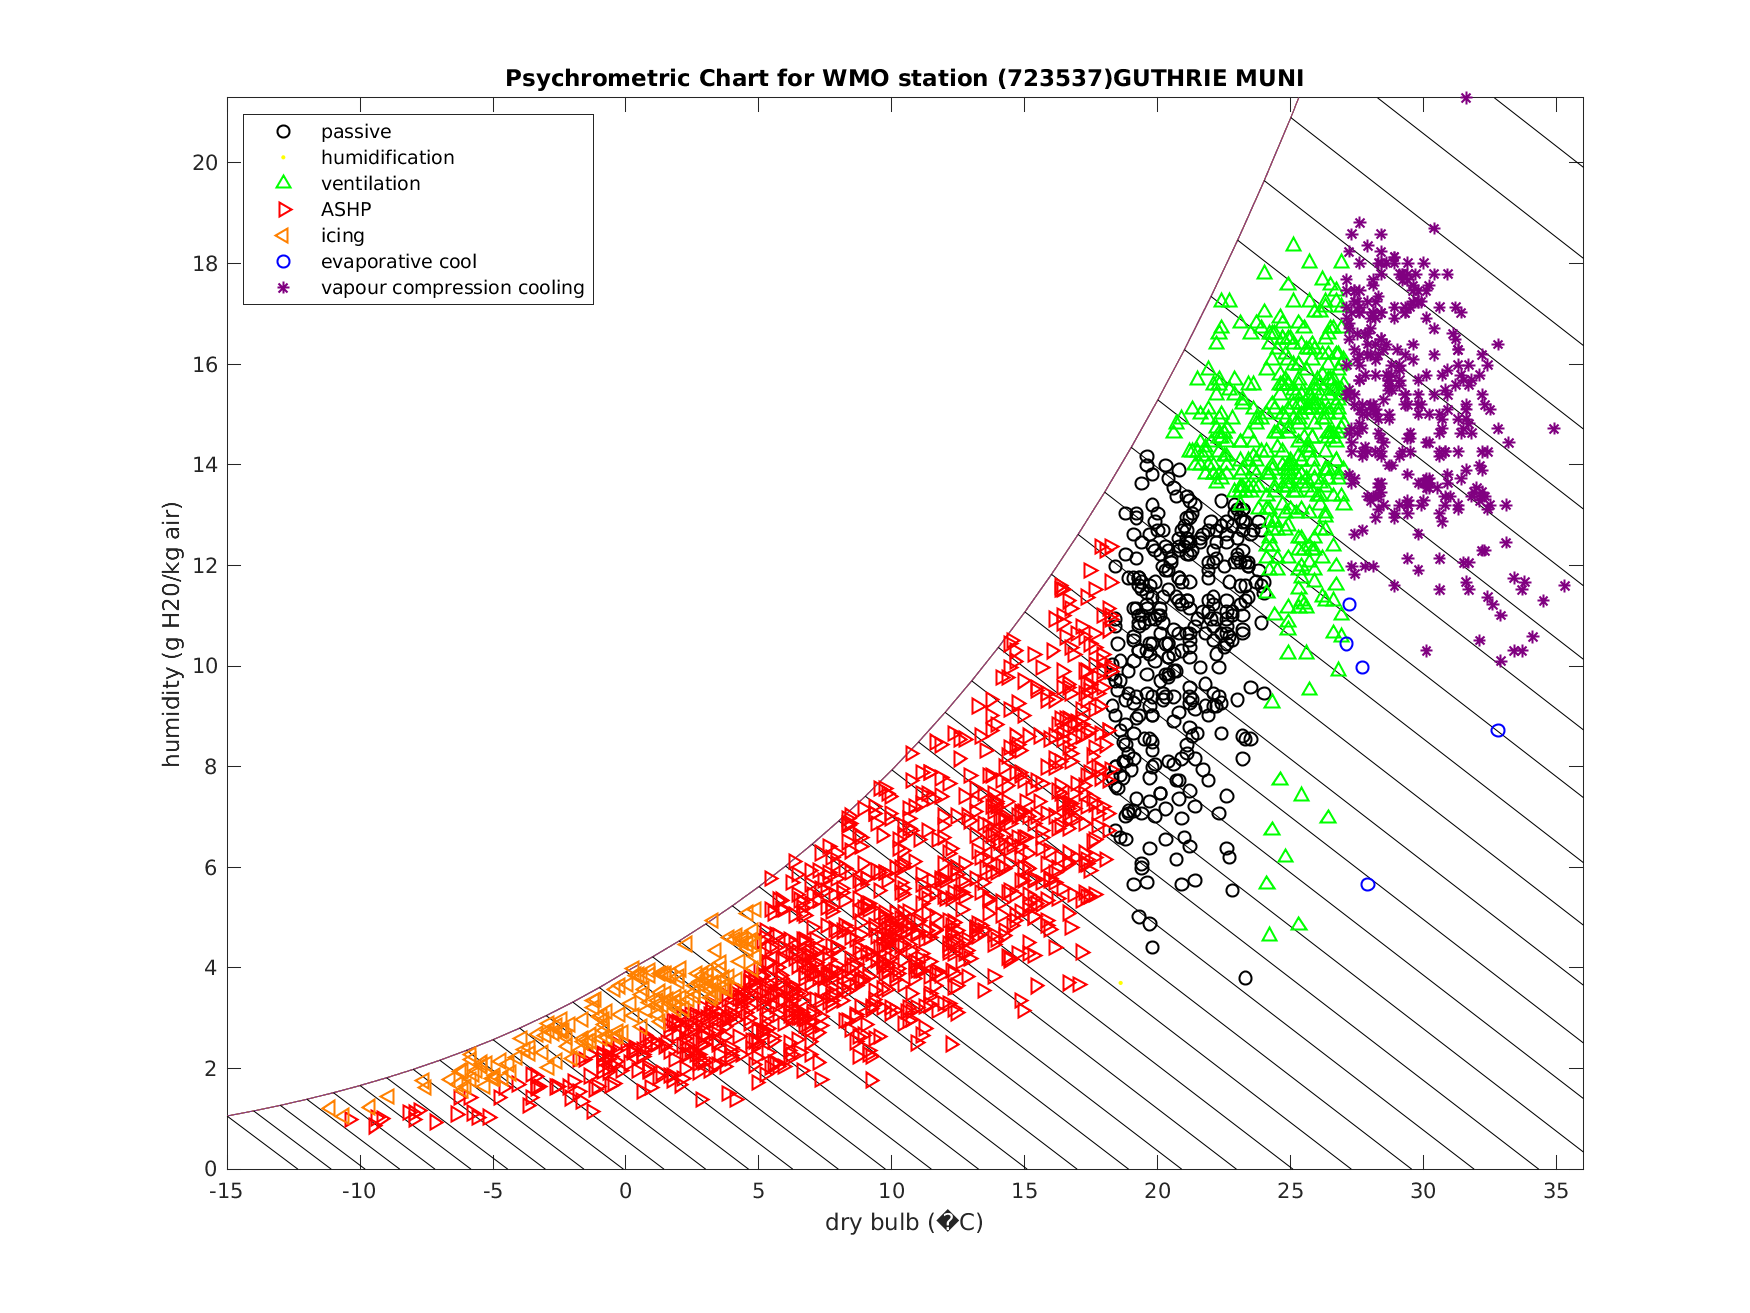 Psychrometric Chart for WMO station (723537)GUTHRIE MUNI
passive
humidification
ventilation
ASHP
icing
evaporative cool
vapour compression cooling
humidity (g H20/kg air)
20
18
16
14
12
10
8
6
4
2
0
-15 -10 -5 0 5 10 15 20 25 30 35
dry bulb (�C)